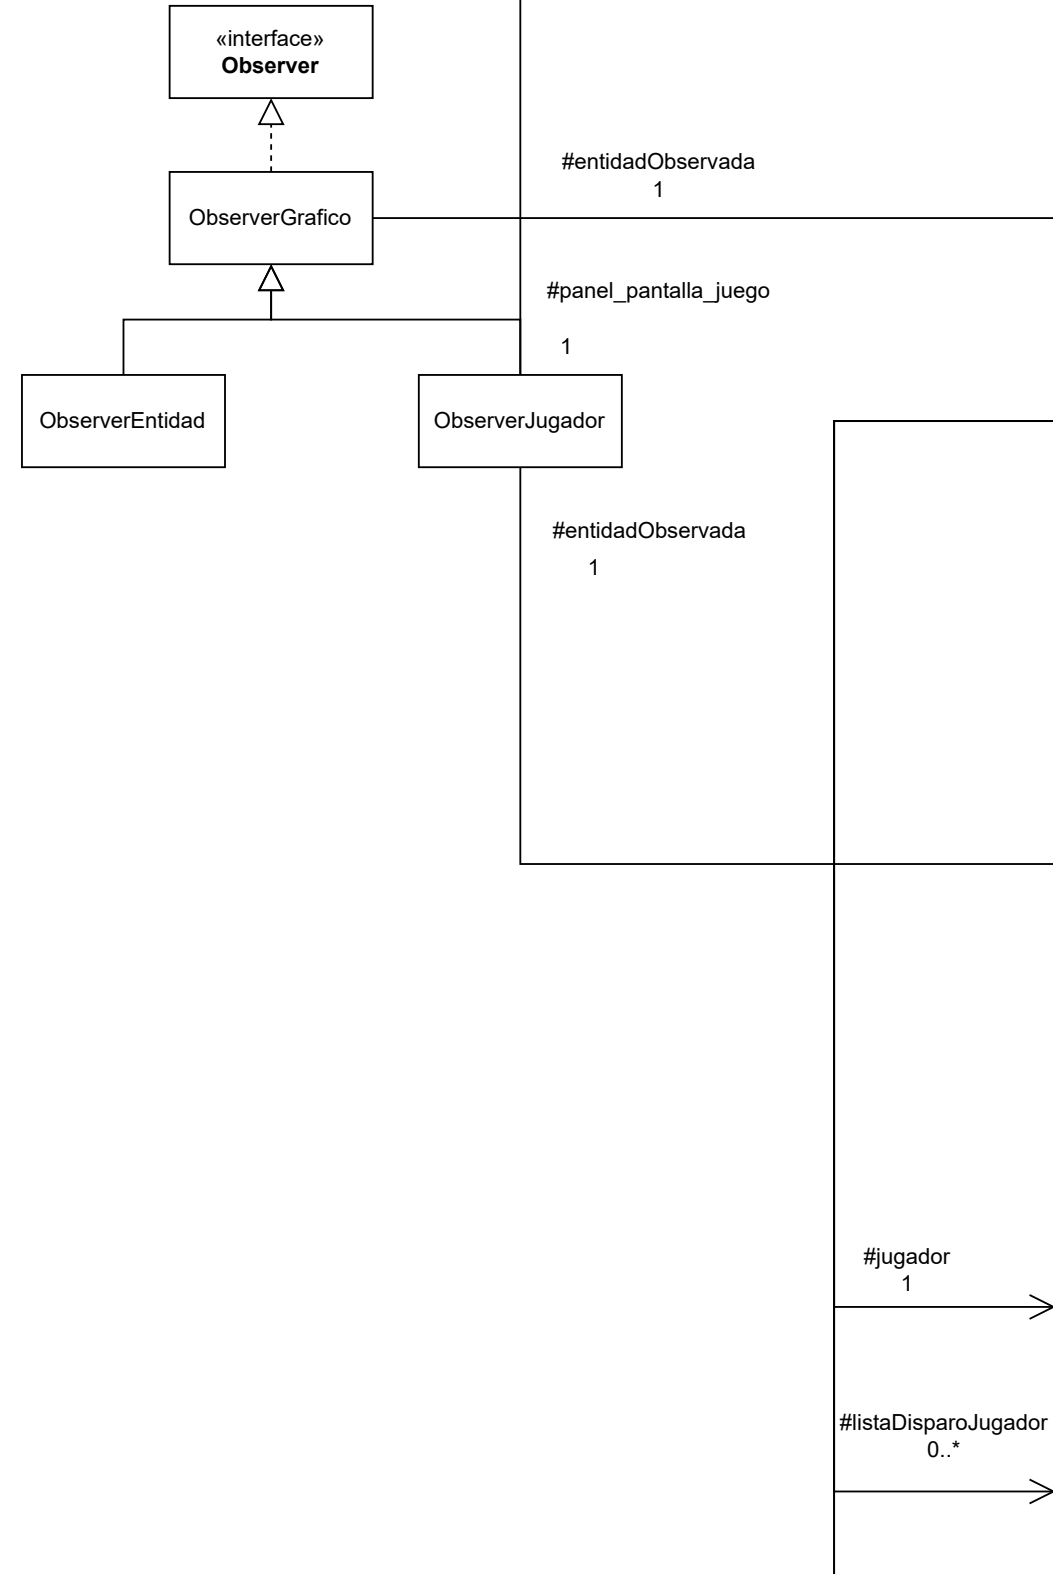 «interface»
Observer
#entidadObservada
1
ObserverGrafico
#panel_pantalla_juego
1
ObserverEntidad
ObserverJugador
#entidadObservada
1
#jugador
1
#listaDisparoJugador
0..*